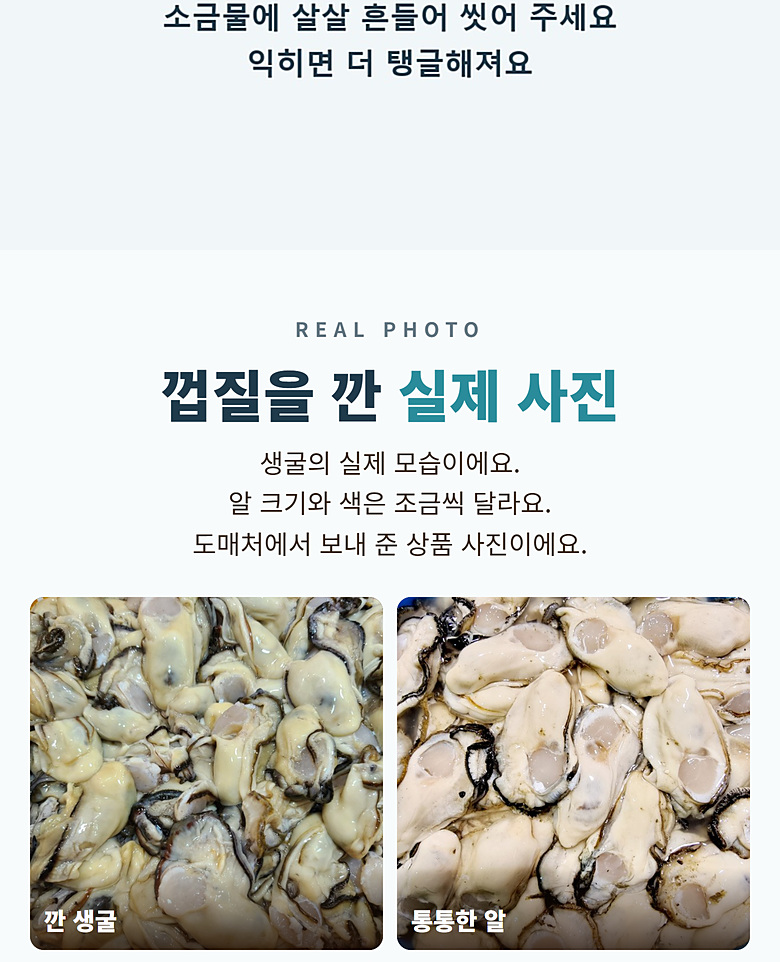 소금물에 살살 흔들어 씻어 주세요
익히면 더 탱글해져요
REAL PHOTO
껍질을 깐 실제 사진
생굴의 실제 모습이에요.
알 크기와 색은 조금씩 달라요.
도매처에서 보내 준 상품 사진이에요.
깐 생굴
통통한 알